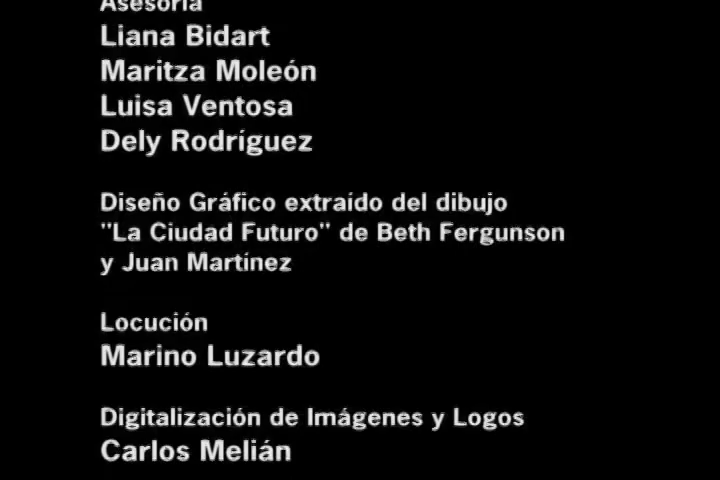 Asesoría
Liana Bidart
Maritza Moleón
Luisa Ventosa
Dely Rodríguez
Diseño Gráfico extraído del dibujo
"La Ciudad Futuro" de Beth Fergunson
y Juan Martínez
Locución
Marino Luzardo
Digitalización de Imágenes y Logos
Carlos Melián